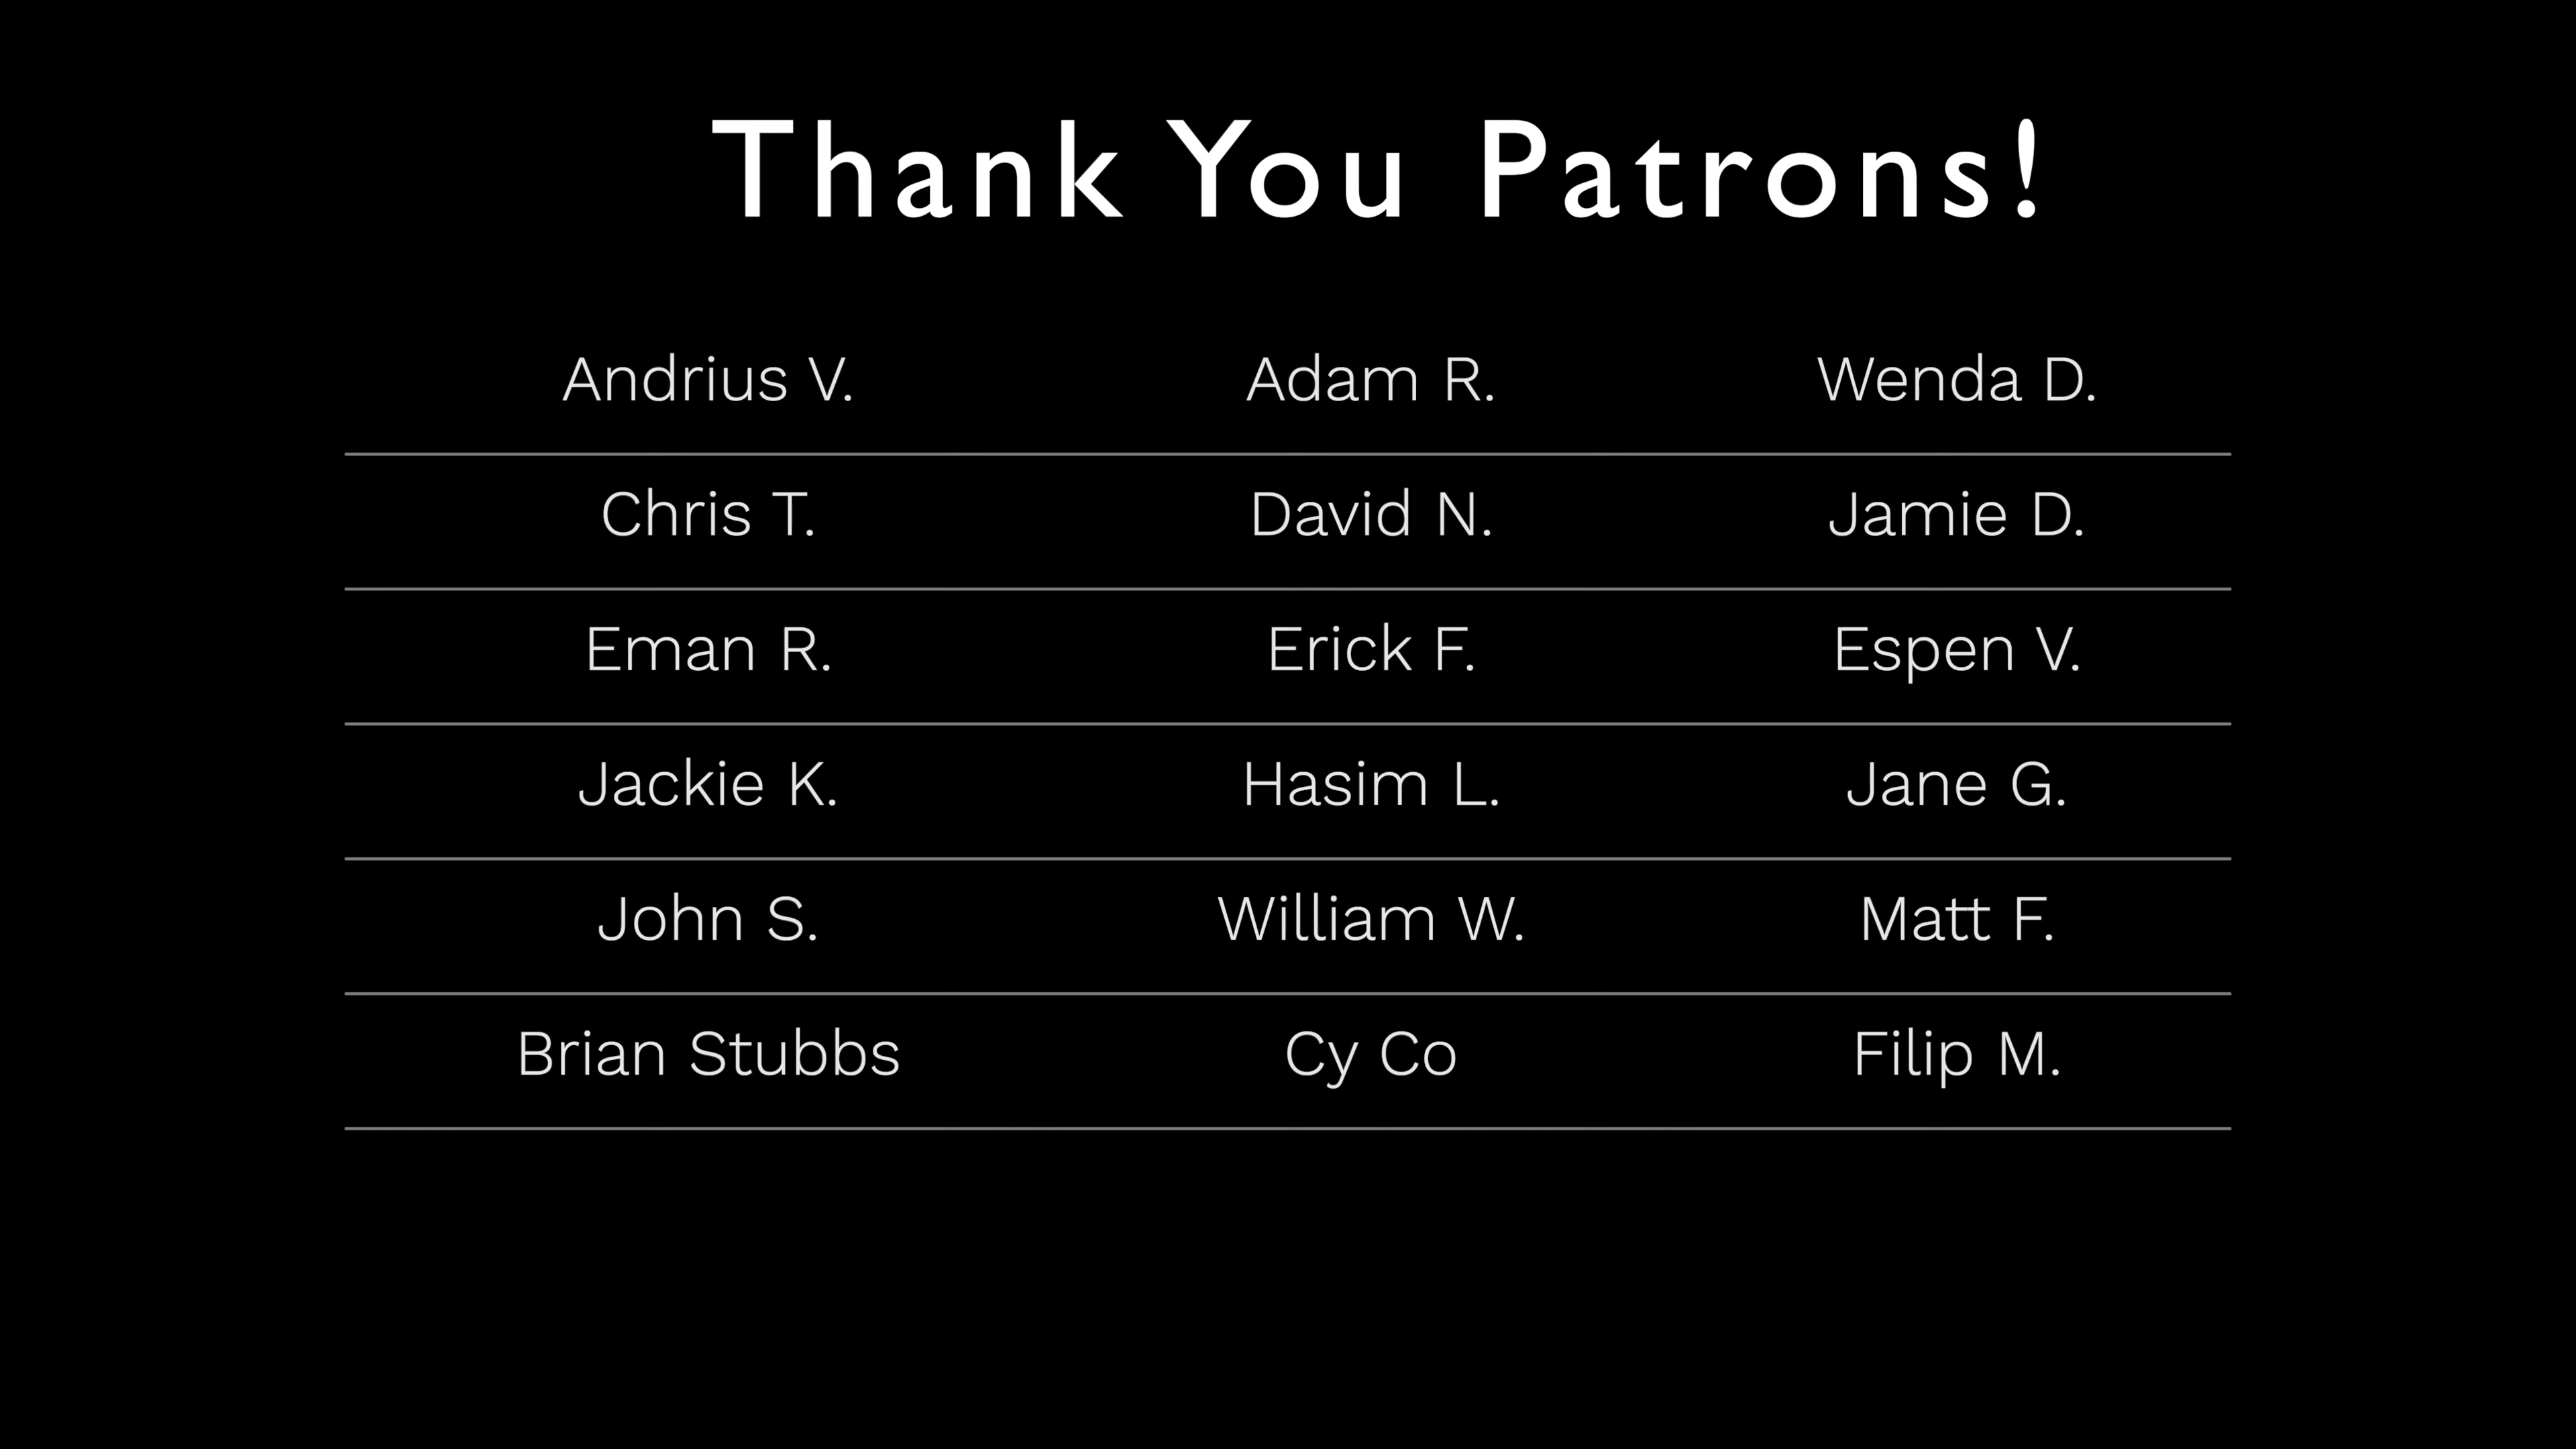 Thank You Patrons!
Andrius V. Adam R. Wenda D.
Chris T. David N. Jamie D.
Eman R. Erick F. Espen V.
Jackie K. Hasim L. Jane G.
John S. William W. Matt F.
Brian Stubbs Cy Co Filip M.